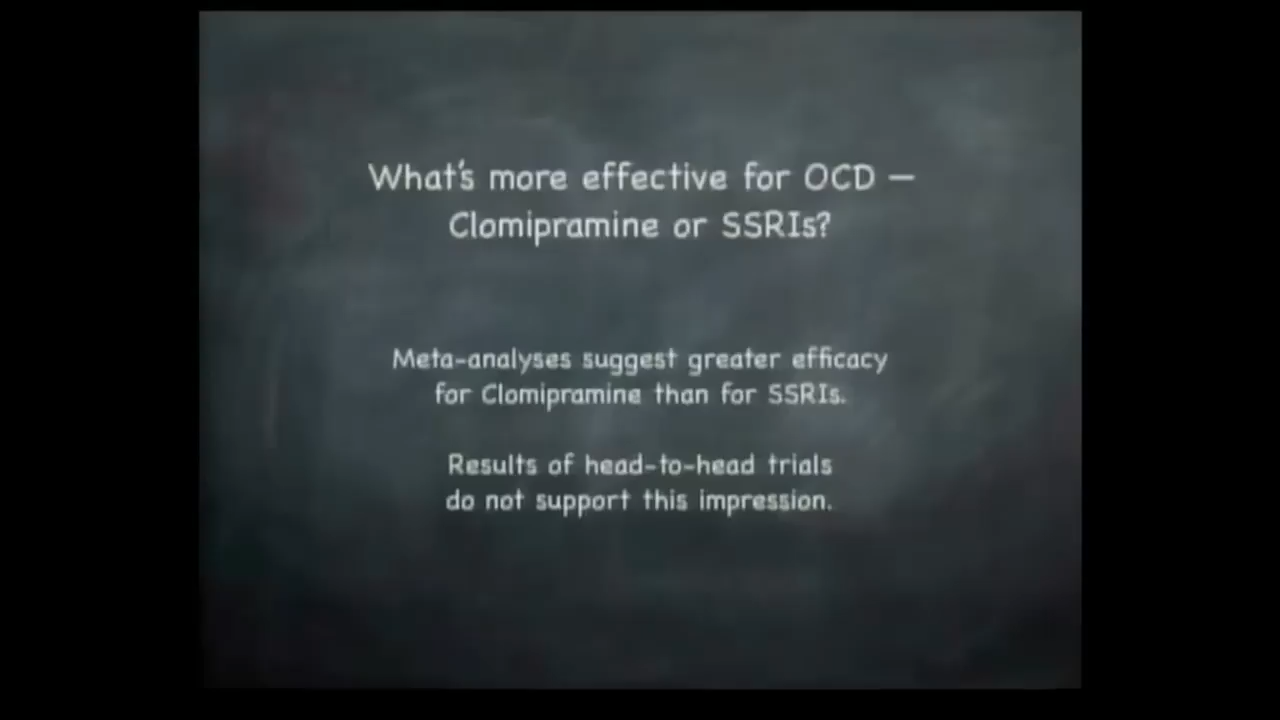 What's more effective for OCD –
Clomipramine or SSRIs?
Meta-analyses suggest greater efficacy
for Clomipramine than for SSRIs.
Results of head-to-head trials
do not support this impression.